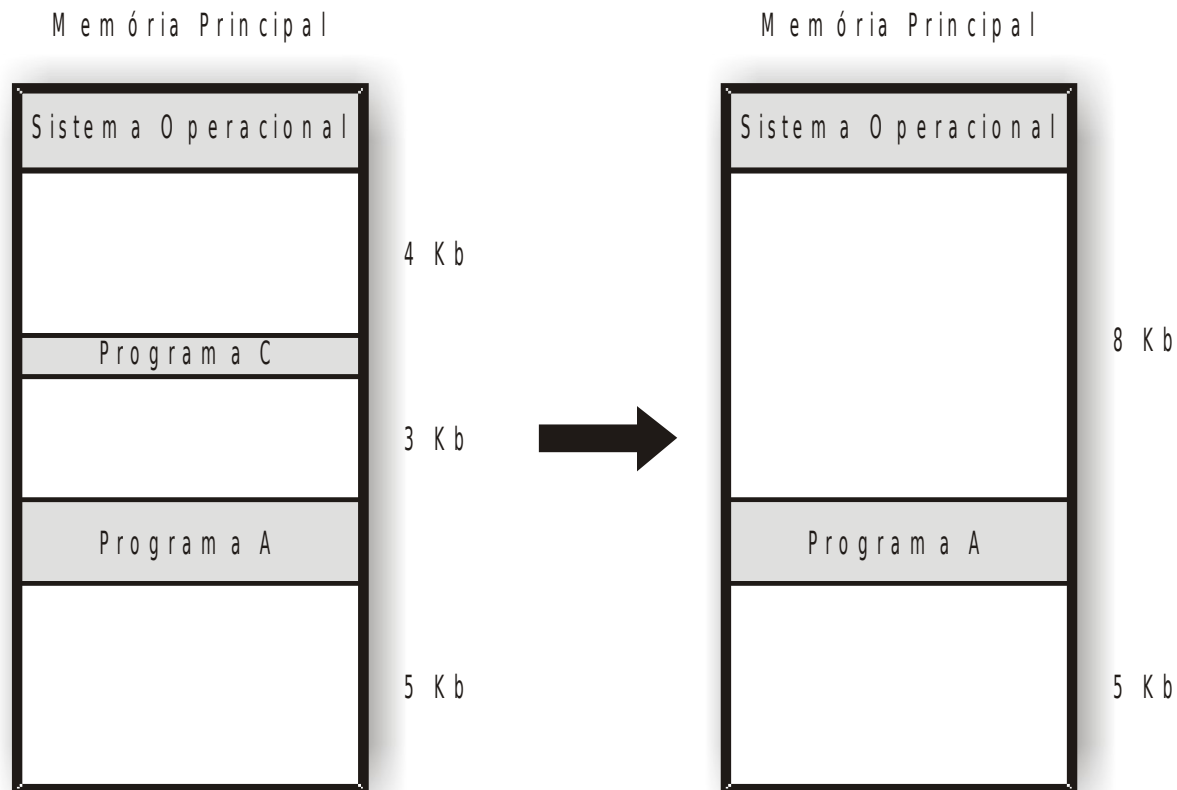 Memória Principal
Sistema Operacional
4 Kb
Programa C
3 Kb
Programa A
5 Kb
Memória Principal
Sistema Operacional
8 Kb
Programa A
5 Kb